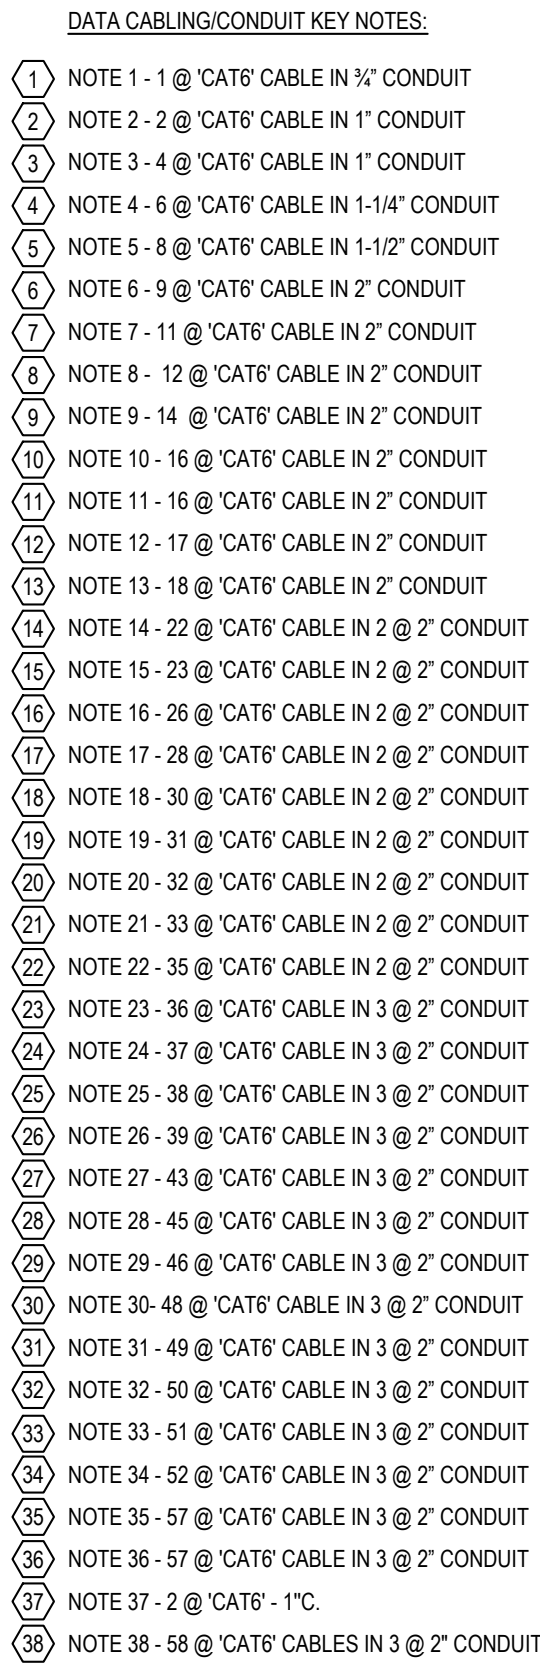 DATA CABLING/CONDUIT KEY NOTES:
1 NOTE 1 - 1 @ 'CAT6' CABLE IN ¾” CONDUIT
2 NOTE 2 - 2 @ 'CAT6' CABLE IN 1” CONDUIT
3 NOTE 3 - 4 @ 'CAT6' CABLE IN 1” CONDUIT
4 NOTE 4 - 6 @ 'CAT6' CABLE IN 1-1/4” CONDUIT
5 NOTE 5 - 8 @ 'CAT6' CABLE IN 1-1/2” CONDUIT
6 NOTE 6 - 9 @ 'CAT6' CABLE IN 2” CONDUIT
7 NOTE 7 - 11 @ 'CAT6' CABLE IN 2” CONDUIT
8 NOTE 8 -  12 @ 'CAT6' CABLE IN 2” CONDUIT
9 NOTE 9 - 14  @ 'CAT6' CABLE IN 2” CONDUIT
10 NOTE 10 - 16 @ 'CAT6' CABLE IN 2” CONDUIT
11 NOTE 11 - 16 @ 'CAT6' CABLE IN 2” CONDUIT
12 NOTE 12 - 17 @ 'CAT6' CABLE IN 2” CONDUIT
13 NOTE 13 - 18 @ 'CAT6' CABLE IN 2” CONDUIT
14 NOTE 14 - 22 @ 'CAT6' CABLE IN 2 @ 2” CONDUIT
15 NOTE 15 - 23 @ 'CAT6' CABLE IN 2 @ 2” CONDUIT
16 NOTE 16 - 26 @ 'CAT6' CABLE IN 2 @ 2” CONDUIT
17 NOTE 17 - 28 @ 'CAT6' CABLE IN 2 @ 2” CONDUIT
18 NOTE 18 - 30 @ 'CAT6' CABLE IN 2 @ 2” CONDUIT
19 NOTE 19 - 31 @ 'CAT6' CABLE IN 2 @ 2” CONDUIT
20 NOTE 20 - 32 @ 'CAT6' CABLE IN 2 @ 2” CONDUIT
21 NOTE 21 - 33 @ 'CAT6' CABLE IN 2 @ 2” CONDUIT
22 NOTE 22 - 35 @ 'CAT6' CABLE IN 2 @ 2” CONDUIT
23 NOTE 23 - 36 @ 'CAT6' CABLE IN 3 @ 2” CONDUIT
24 NOTE 24 - 37 @ 'CAT6' CABLE IN 3 @ 2” CONDUIT
25 NOTE 25 - 38 @ 'CAT6' CABLE IN 3 @ 2” CONDUIT
26 NOTE 26 - 39 @ 'CAT6' CABLE IN 3 @ 2” CONDUIT
27 NOTE 27 - 43 @ 'CAT6' CABLE IN 3 @ 2” CONDUIT
28 NOTE 28 - 45 @ 'CAT6' CABLE IN 3 @ 2” CONDUIT
29 NOTE 29 - 46 @ 'CAT6' CABLE IN 3 @ 2” CONDUIT
30 NOTE 30- 48 @ 'CAT6' CABLE IN 3 @ 2” CONDUIT
31 NOTE 31 - 49 @ 'CAT6' CABLE IN 3 @ 2” CONDUIT
32 NOTE 32 - 50 @ 'CAT6' CABLE IN 3 @ 2” CONDUIT
33 NOTE 33 - 51 @ 'CAT6' CABLE IN 3 @ 2” CONDUIT
34 NOTE 34 - 52 @ 'CAT6' CABLE IN 3 @ 2” CONDUIT
35 NOTE 35 - 57 @ 'CAT6' CABLE IN 3 @ 2” CONDUIT
36 NOTE 36 - 57 @ 'CAT6' CABLE IN 3 @ 2” CONDUIT
37 NOTE 37 - 2 @ 'CAT6' - 1"C.
38 NOTE 38 - 58 @ 'CAT6' CABLES IN 3 @ 2" CONDUIT